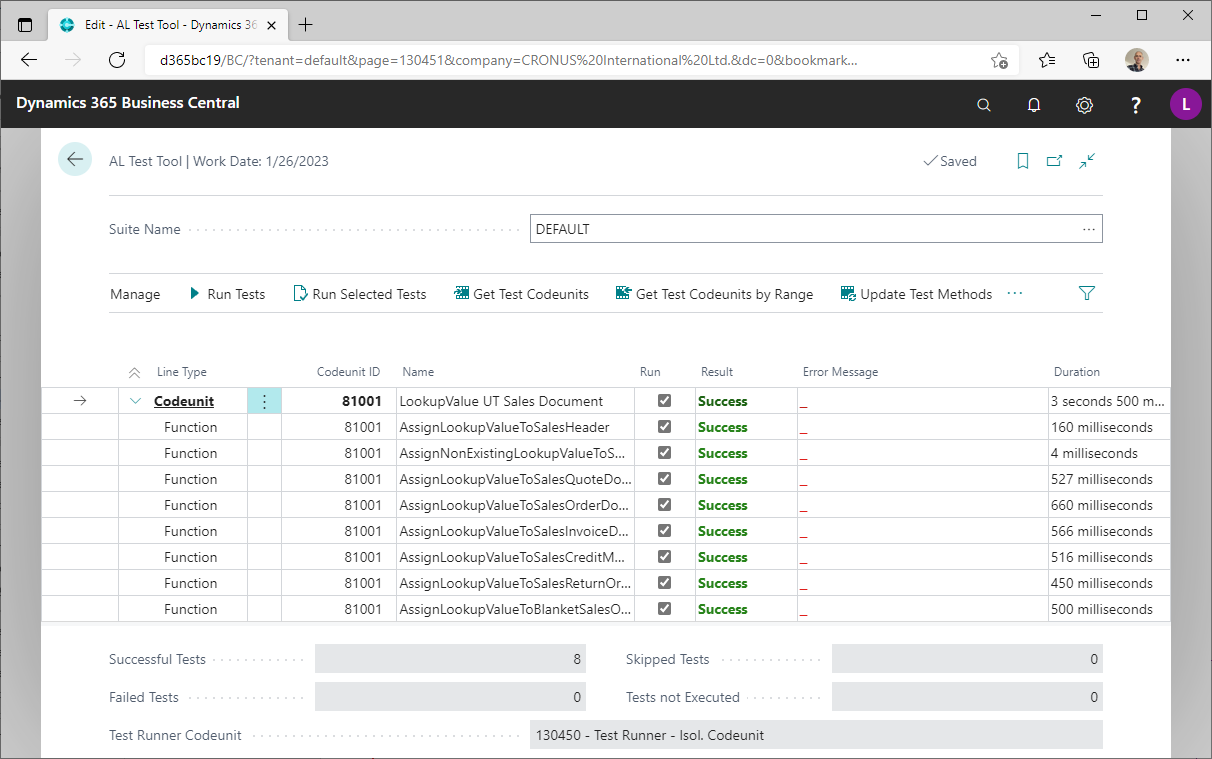 Edit - AL Test Tool - Dynamics 36
d365bc19/BC/?tenant=default&page=130451&company=CRONUS%20International%20Ltd.&dc=0&bookmark...
Dynamics 365 Business Central
? L
AL Test Tool | Work Date: 1/26/2023 Saved
Suite Name DEFAULT ...
Manage Run Tests Run Selected Tests Get Test Codeunits Get Test Codeunits by Range Update Test Methods ...
Line Type Codeunit ID Name Run Result Error Message Duration
Codeunit 81001 LookupValue UT Sales Document Success _ 3 seconds 500 m...
Function 81001 AssignLookupValueToSalesHeader Success _ 160 milliseconds
Function 81001 AssignNonExistingLookupValueToS... Success _ 4 milliseconds
Function 81001 AssignLookupValueToSalesQuoteDo... Success _ 527 milliseconds
Function 81001 AssignLookupValueToSalesOrderDo... Success _ 660 milliseconds
Function 81001 AssignLookupValueToSalesInvoiceD... Success _ 566 milliseconds
Function 81001 AssignLookupValueToSalesCreditM... Success _ 516 milliseconds
Function 81001 AssignLookupValueToSalesReturnOr... Success _ 450 milliseconds
Function 81001 AssignLookupValueToBlanketSalesO... Success _ 500 milliseconds
Successful Tests 8 Skipped Tests 0
Failed Tests 0 Tests not Executed 0
Test Runner Codeunit 130450 - Test Runner - Isol. Codeunit